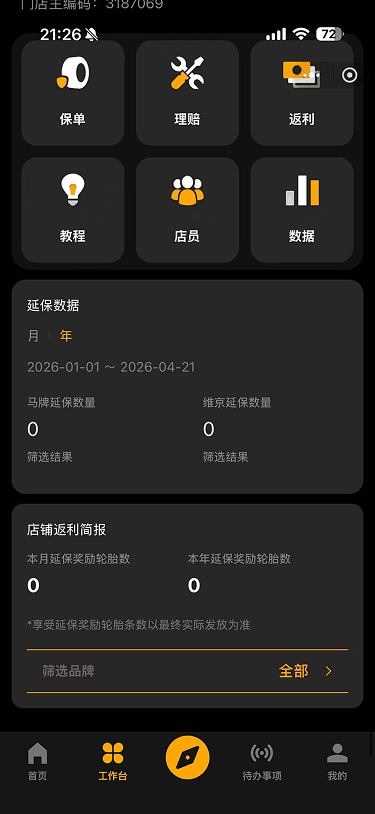 门店主编码：3187069
21:26
72
保单
理赔
返利
教程
店员
数据
延保数据
月 年
2026-01-01 ～ 2026-04-21
马牌延保数量 维京延保数量
0 0
筛选结果 筛选结果
店铺返利简报
本月延保奖励轮胎数 本年延保奖励轮胎数
0 0
*享受延保奖励轮胎条数以最终实际发放为准
筛选品牌 全部
首页 工作台 待办事项 我的